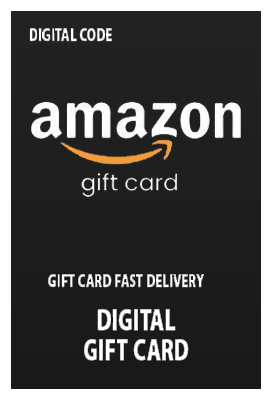 DIGITAL CODE
amazon
gift card
GIFT CARD FAST DELIVERY
DIGITAL
GIFT CARD